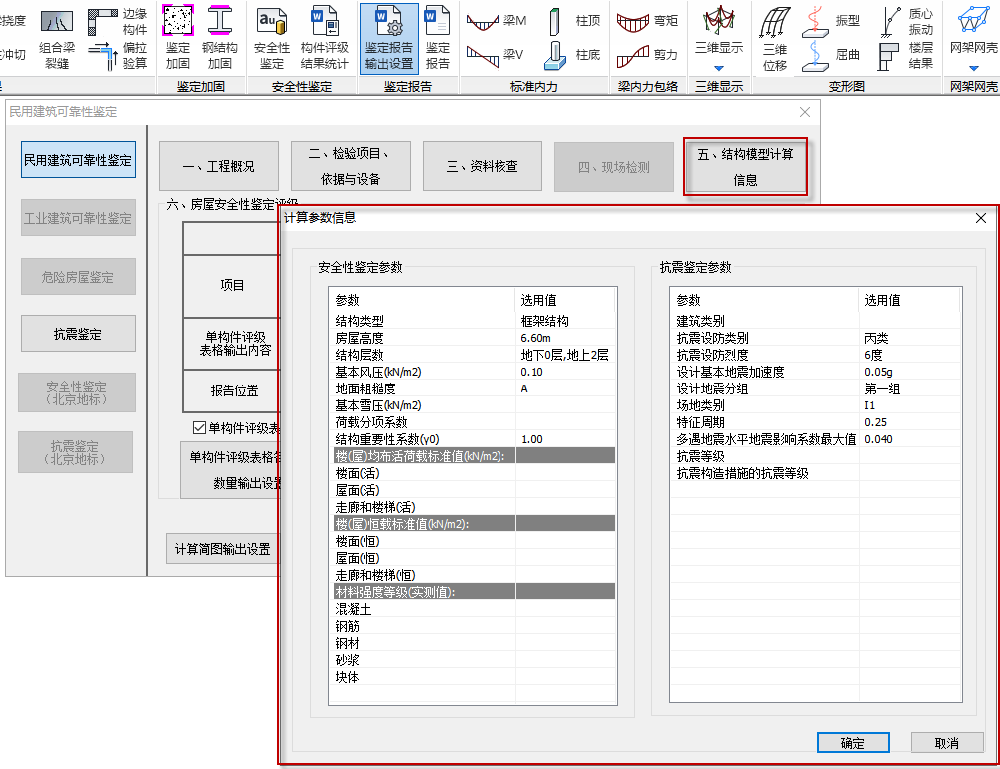 挠度
组合梁
裂缝
边缘
构件
偏拉
验算
冲切
鉴定
加固
钢结构
加固
鉴定加固
安全性
鉴定
构件评级
结果统计
安全性鉴定
鉴定报告
输出设置
鉴定
报告
鉴定报告
梁M
梁V
柱顶
柱底
标准内力
弯矩
剪力
梁内力包络
三维显示
三维显示
三维
位移
振型
屈曲
质心
振动
楼层
结果
变形图
网架网壳
网架网壳
民用建筑可靠性鉴定
民用建筑可靠性鉴定
工业建筑可靠性鉴定
危险房屋鉴定
抗震鉴定
安全性鉴定
(北京地标)
抗震鉴定
(北京地标)
一、工程概况
二、检验项目、
依据与设备
三、资料核查
四、现场检测
五、结构模型计算
信息
六、房屋安全性鉴定评级
项目
单构件评级
表格输出内容
报告位置
单构件评级表
单构件评级表格
数量输出设置
计算简图输出设置
计算参数信息
安全性鉴定参数
参数 选用值
结构类型 框架结构
房屋高度 6.60m
结构层数 地下0层,地上2层
基本风压(kN/m2) 0.10
地面粗糙度 A
基本雪压(kN/m2)
荷载分项系数
结构重要性系数(γ0) 1.00
楼(屋)均布活荷载标准值(kN/m2):
楼面(活)
屋面(活)
走廊和楼梯(活)
楼(屋)恒载标准值(kN/m2):
楼面(恒)
屋面(恒)
走廊和楼梯(恒)
材料强度等级(实测值):
混凝土
钢筋
钢材
砂浆
块体
抗震鉴定参数
参数 选用值
建筑类别
抗震设防类别 丙类
抗震设防烈度 6度
设计基本地震加速度 0.05g
设计地震分组 第一组
场地类别 I1
特征周期 0.25
多遇地震水平地震影响系数最大值 0.040
抗震等级
抗震构造措施的抗震等级
确定 取消